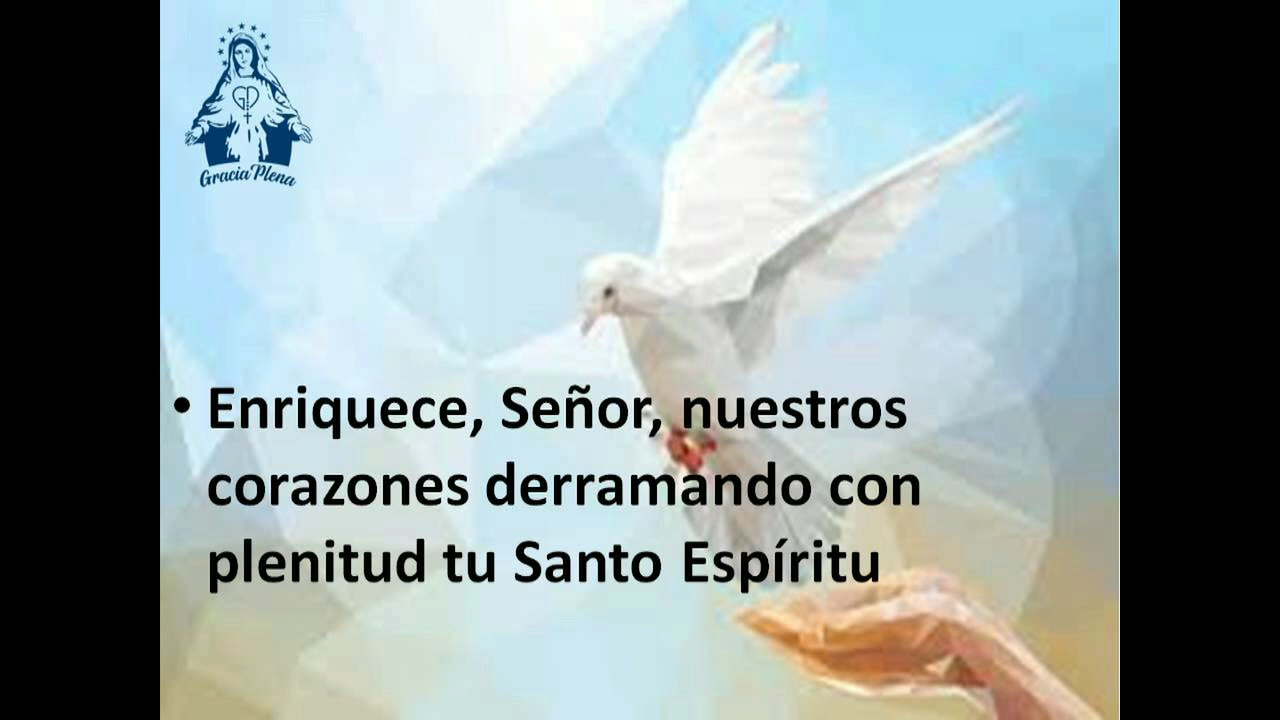 Gracia Plena
• Enriquece, Señor, nuestros
corazones derramando con
plenitud tu Santo Espíritu